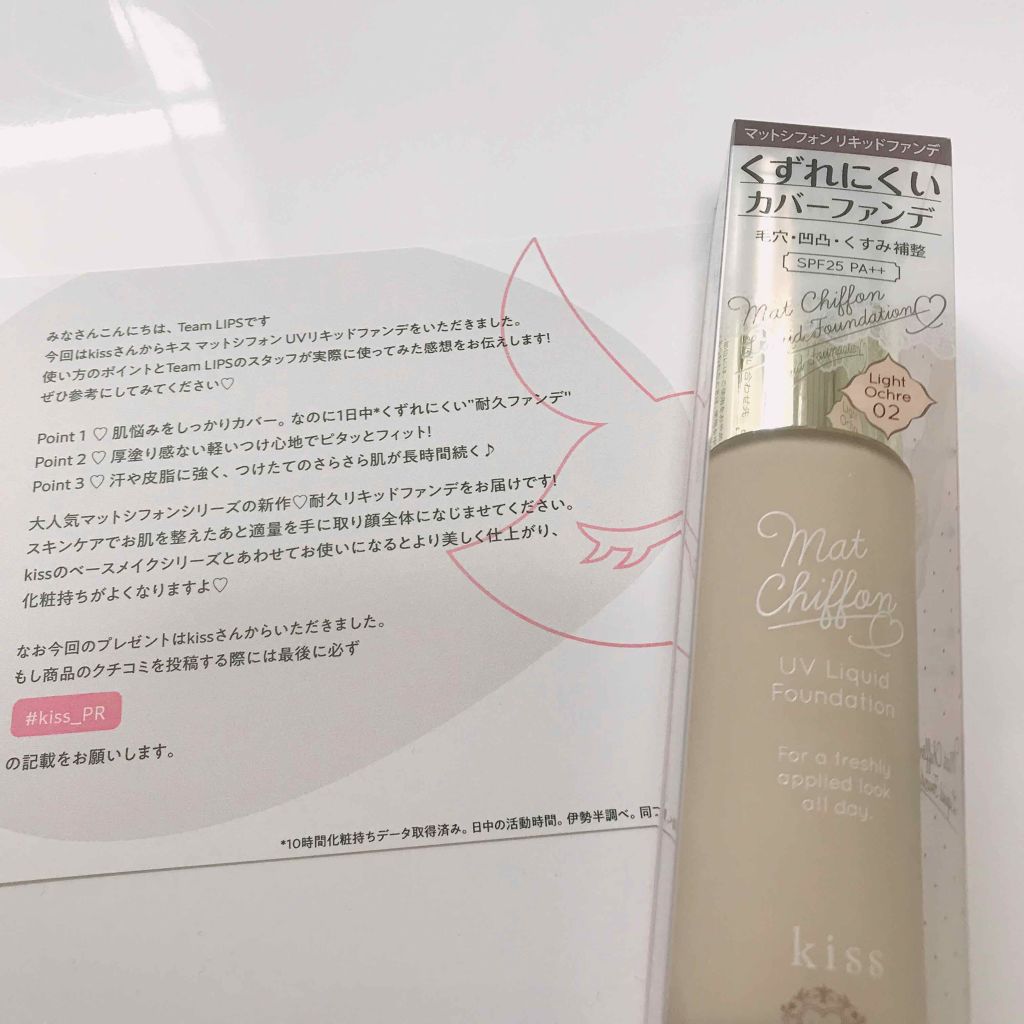 みなさんこんにちは、Team LIPSです
今回はkissさんからキス マットシフォン UVリキッドファンデをいただきました。
使い方のポイントとTeam LIPSのスタッフが実際に使ってみた感想をお伝えします!
ぜひ参考にしてみてください♡
Point 1 ♡ 肌悩みをしっかりカバー。なのに1日中*くずれにくい"耐久ファンデ"
Point 2 ♡ 厚塗り感ない軽いつけ心地でピタッとフィット!
Point 3 ♡ 汗や皮脂に強く、つけたてのさらさら肌が長時間続く♪
大人気マットシフォンシリーズの新作♡耐久リキッドファンデをお届けです!
スキンケアでお肌を整えたあと適量を手に取り顔全体になじませてください。
kissのベースメイクシリーズとあわせてお使いになるとより美しく仕上がり、
化粧持ちがよくなりますよ♡
なお今回のプレゼントはkissさんからいただきました。
もし商品のクチコミを投稿する際には最後に必ず
#kiss_PR
の記載をお願いします。
*10時間化粧持ちデータ取得済み。日中の活動時間。伊勢半調べ。同
マットシフォン リキッドファンデ
くずれにくい
カバーファンデ
毛穴・凹凸・くすみ補整
SPF25 PA++
Mat Chiffon
Liquid Foundation
Light
Ochre
02
Mat
Chiffon
UV Liquid
Foundation
For a freshly
applied look
all day.
kiss